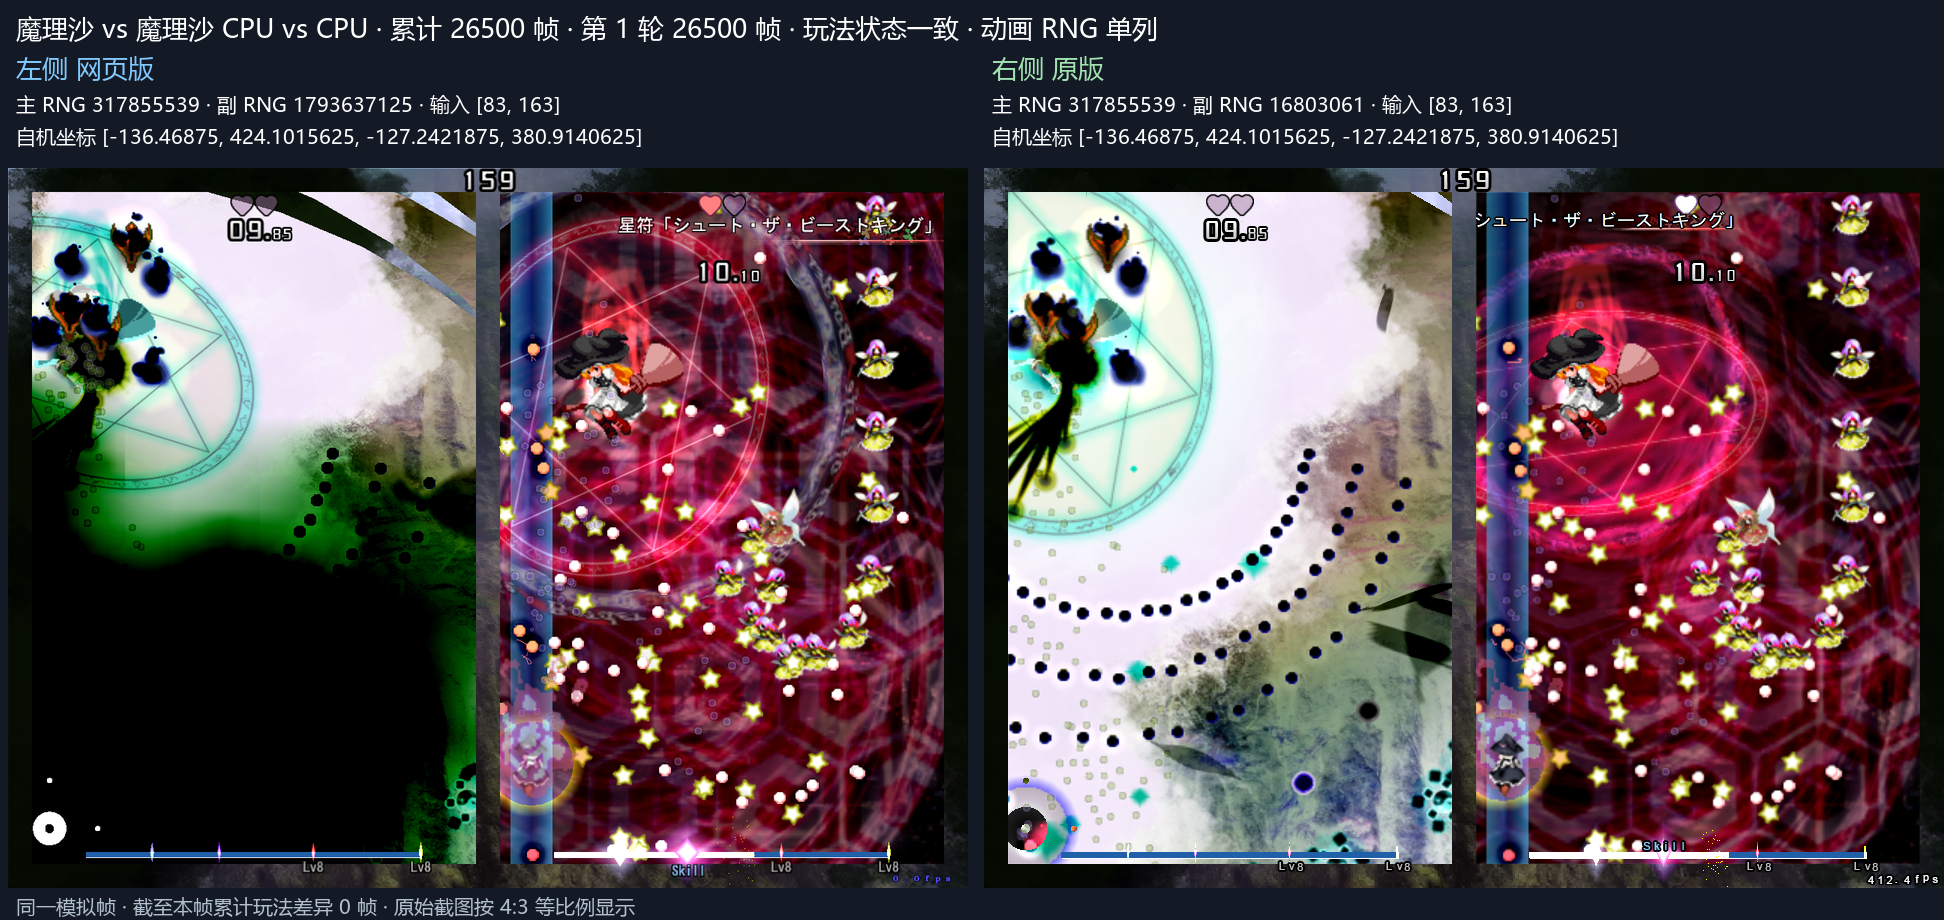 魔理沙 vs 魔理沙 CPU vs CPU · 累计 26500 帧 · 第 1 轮 26500 帧 · 玩法状态一致 · 动画 RNG 单列
左侧 网页版
主 RNG 317855539 · 副 RNG 1793637125 · 输入 [83, 163]
自机坐标 [-136.46875, 424.1015625, -127.2421875, 380.9140625]
右侧 原版
主 RNG 317855539 · 副 RNG 16803061 · 输入 [83, 163]
自机坐标 [-136.46875, 424.1015625, -127.2421875, 380.9140625]
159
09.85
星符「シュート・ザ・ビーストキング」
10.10
Lv8
Lv8
Skill
Lv8
Lv8
0.0fps
159
09.85
シュート・ザ・ビーストキング」
10.10
Lv8
Lv8
Skill
Lv8
Lv8
412.4fps
同一模拟帧 · 截至本帧累计玩法差异 0 帧 · 原始截图按 4:3 等比例显示